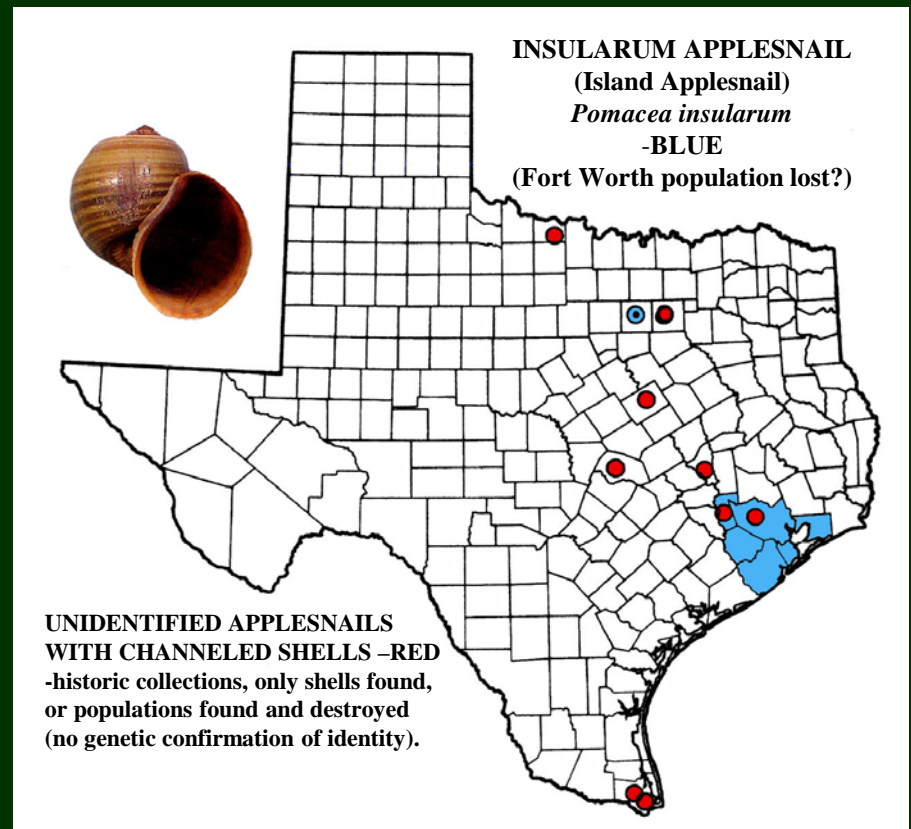 INSULARUM APPLESNAIL
(Island Applesnail)
Pomacea insularum
-BLUE
(Fort Worth population lost?)
UNIDENTIFIED APPLESNAILS
WITH CHANNELED SHELLS –RED
-historic collections, only shells found,
or populations found and destroyed
(no genetic confirmation of identity).